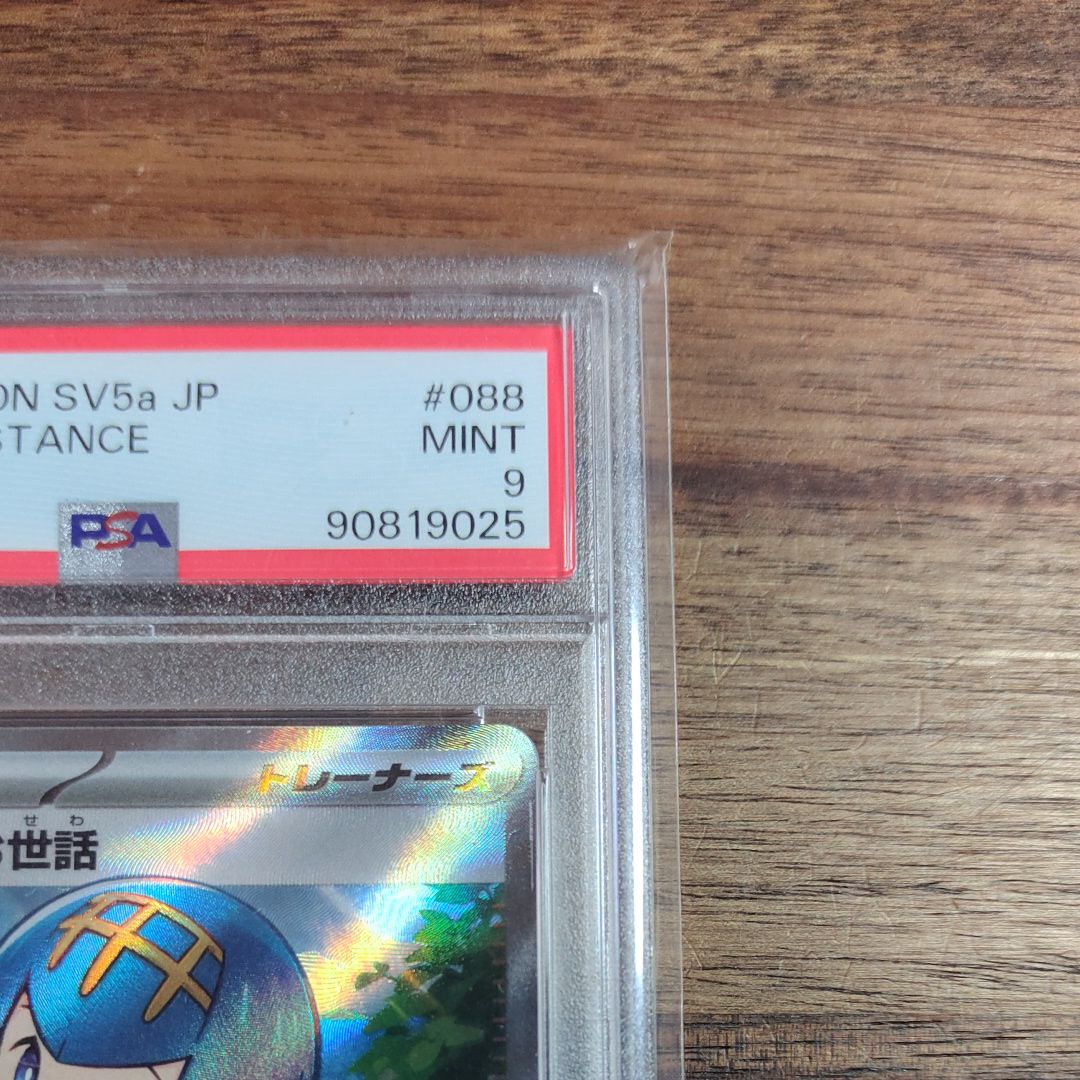 ON SV5a JP #088
STANCE MINT
9
PSA 90819025
トレーナーズ
せわ
お世話